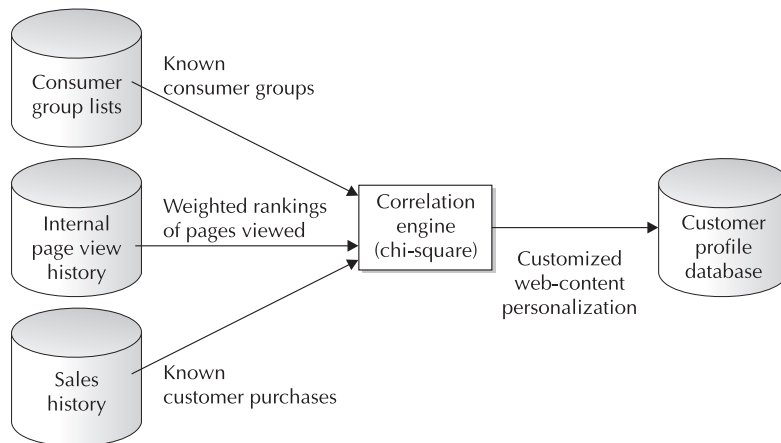 Consumer
group lists
Known
consumer groups
Internal
page view
history
Weighted rankings
of pages viewed
Sales
history
Known
customer purchases
Correlation
engine
(chi-square)
Customized
web-content
personalization
Customer
profile
database